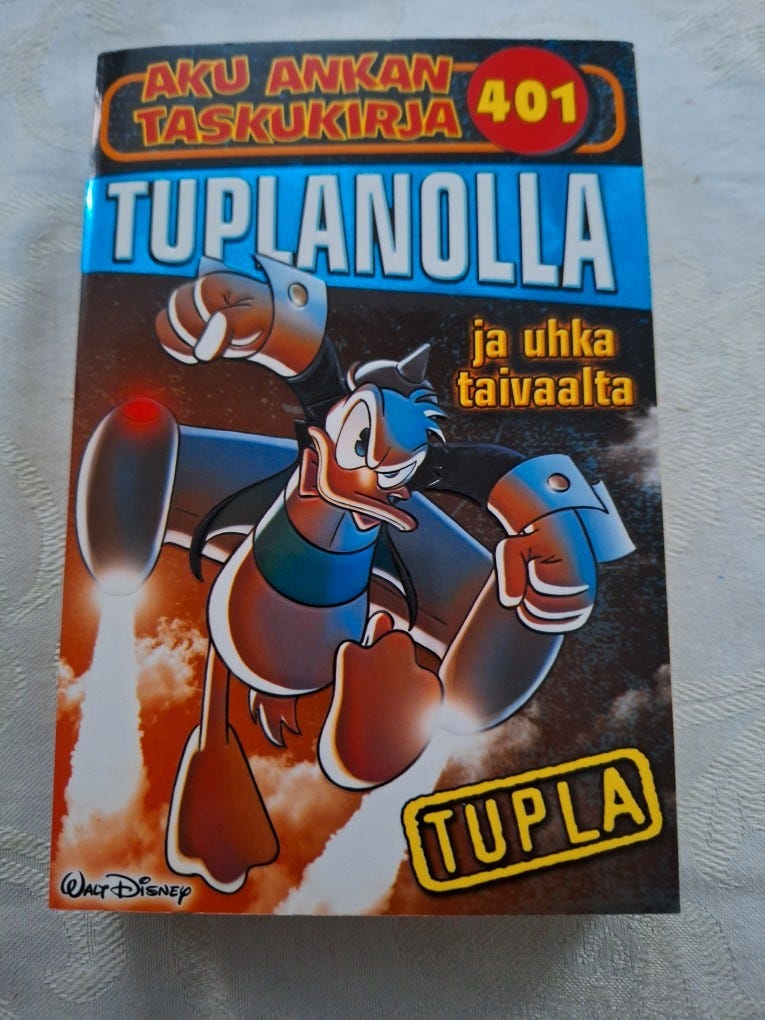 AKU ANKAN
TASKUKIRJA
401
TUPLANOLLA
ja uhka
taivaalta
TUPLA
WALT DISNEY